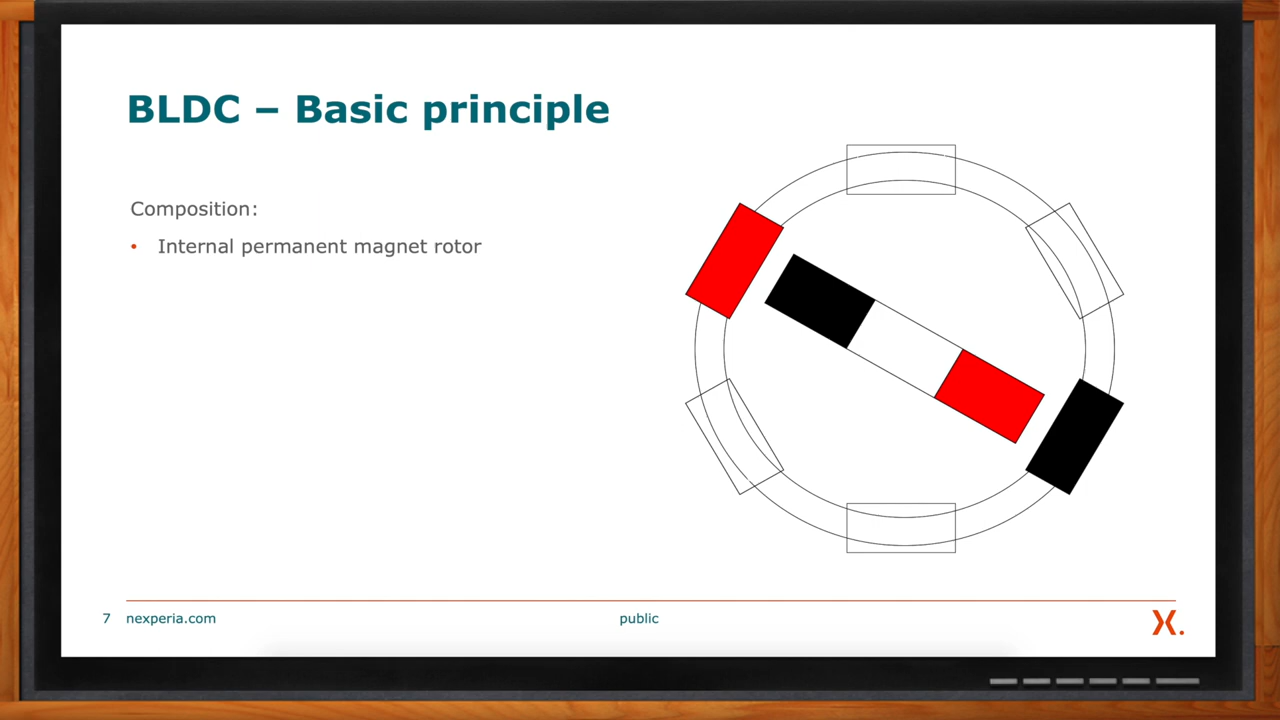 BLDC – Basic principle
Composition:
• Internal permanent magnet rotor
7 nexperia.com public